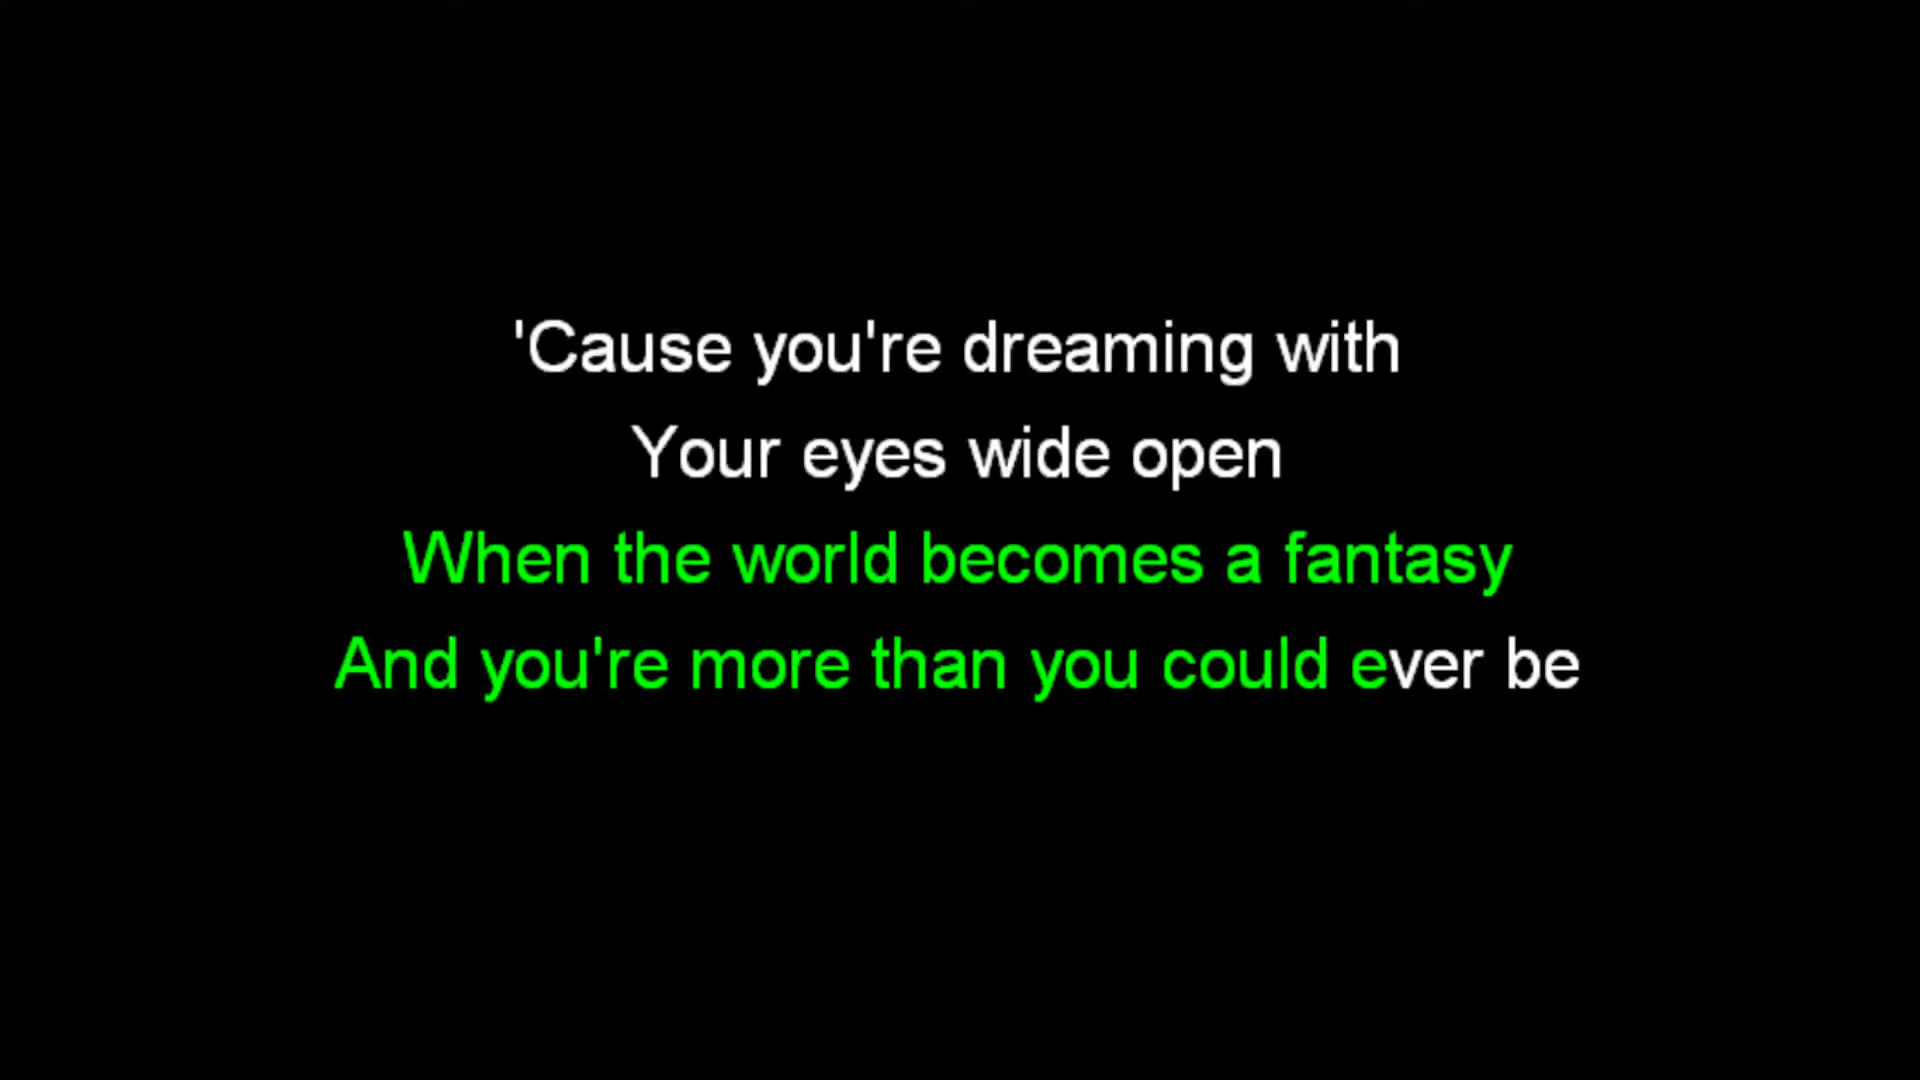 'Cause you're dreaming with
Your eyes wide open
When the world becomes a fantasy
And you're more than you could ever be